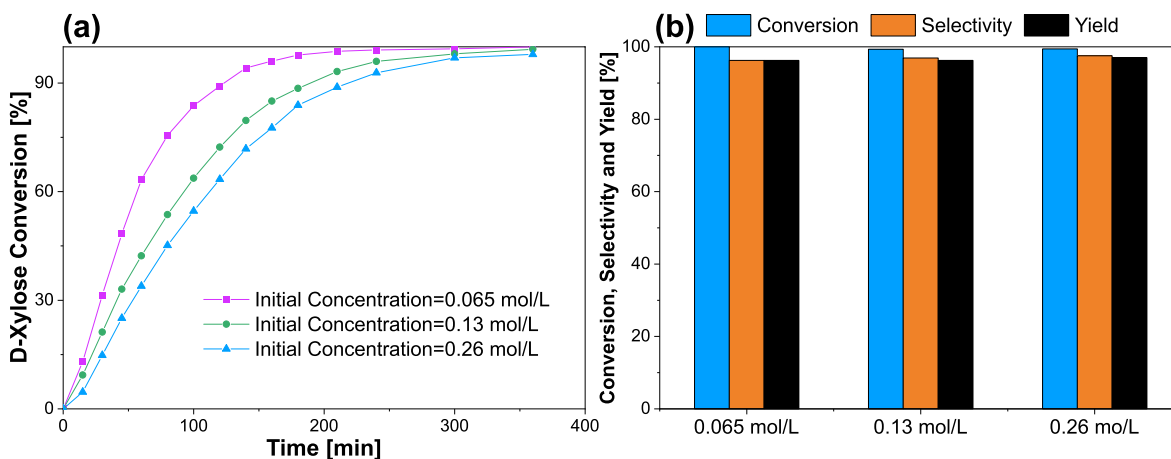 (a)
D-Xylose Conversion [%]
90
60
30
0
Initial Concentration=0.065 mol/L
Initial Concentration=0.13 mol/L
Initial Concentration=0.26 mol/L
0 100 200 300 400
Time [min]
(b)
Conversion Selectivity Yield
Conversion, Selectivity and Yield [%]
100
80
60
40
20
0
0.065 mo/L 0.13 mo/L 0.26 mo/L